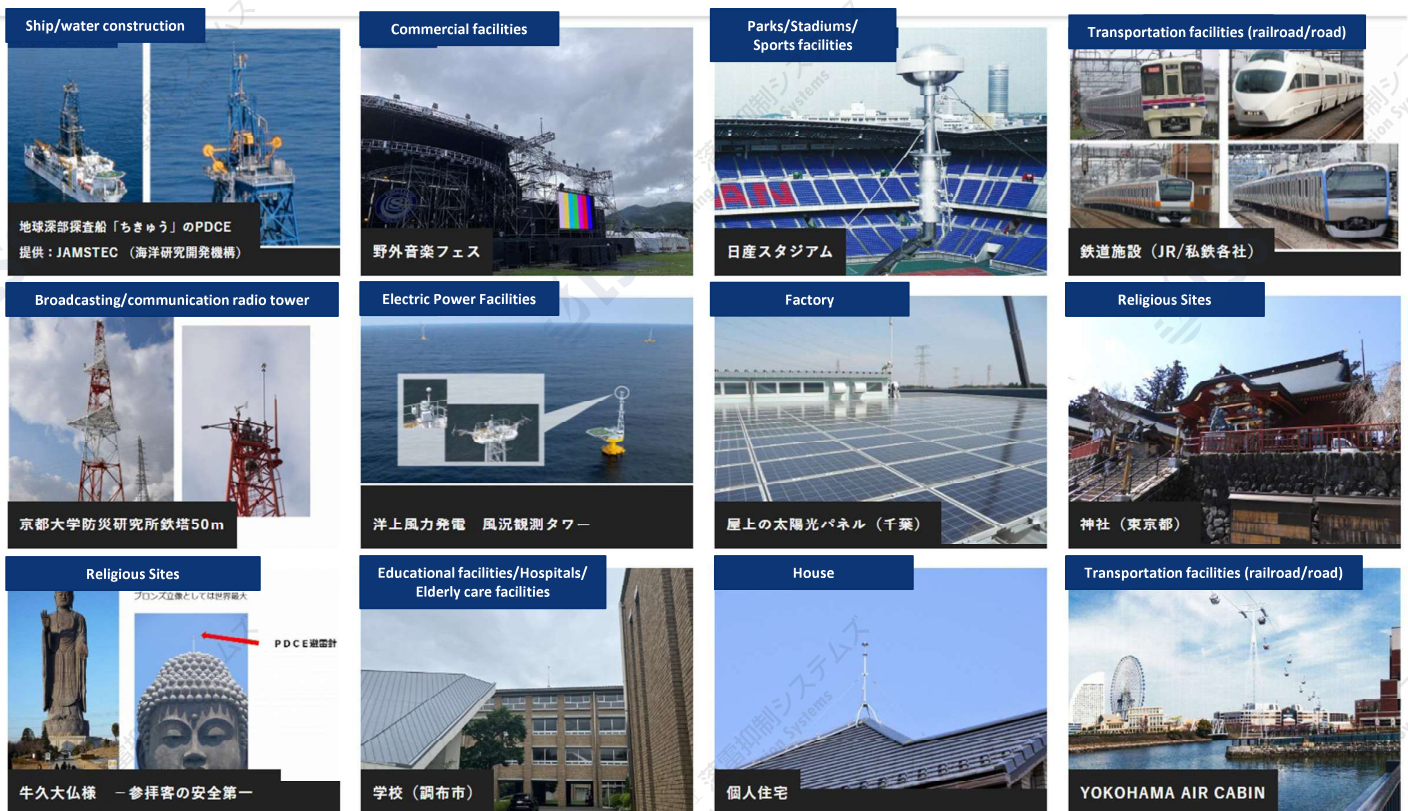 Ship/water construction
地球深部探査船「ちきゅう」のPDCE
提供：JAMSTEC （海洋研究開発機構）
Commercial facilities
野外音楽フェス
Parks/Stadiums/
Sports facilities
日産スタジアム
Transportation facilities (railroad/road)
鉄道施設（JR/私鉄各社）
Broadcasting/communication radio tower
京都大学防災研究所鉄塔50m
Electric Power Facilities
洋上風力発電　風況観測タワー
Factory
屋上の太陽光パネル（千葉）
Religious Sites
神社（東京都）
Religious Sites
ブロンズ立像としては世界最大
PDCE避雷針
牛久大仏様　－参拝客の安全第一
Educational facilities/Hospitals/
Elderly care facilities
学校（調布市）
House
個人住宅
Transportation facilities (railroad/road)
YOKOHAMA AIR CABIN